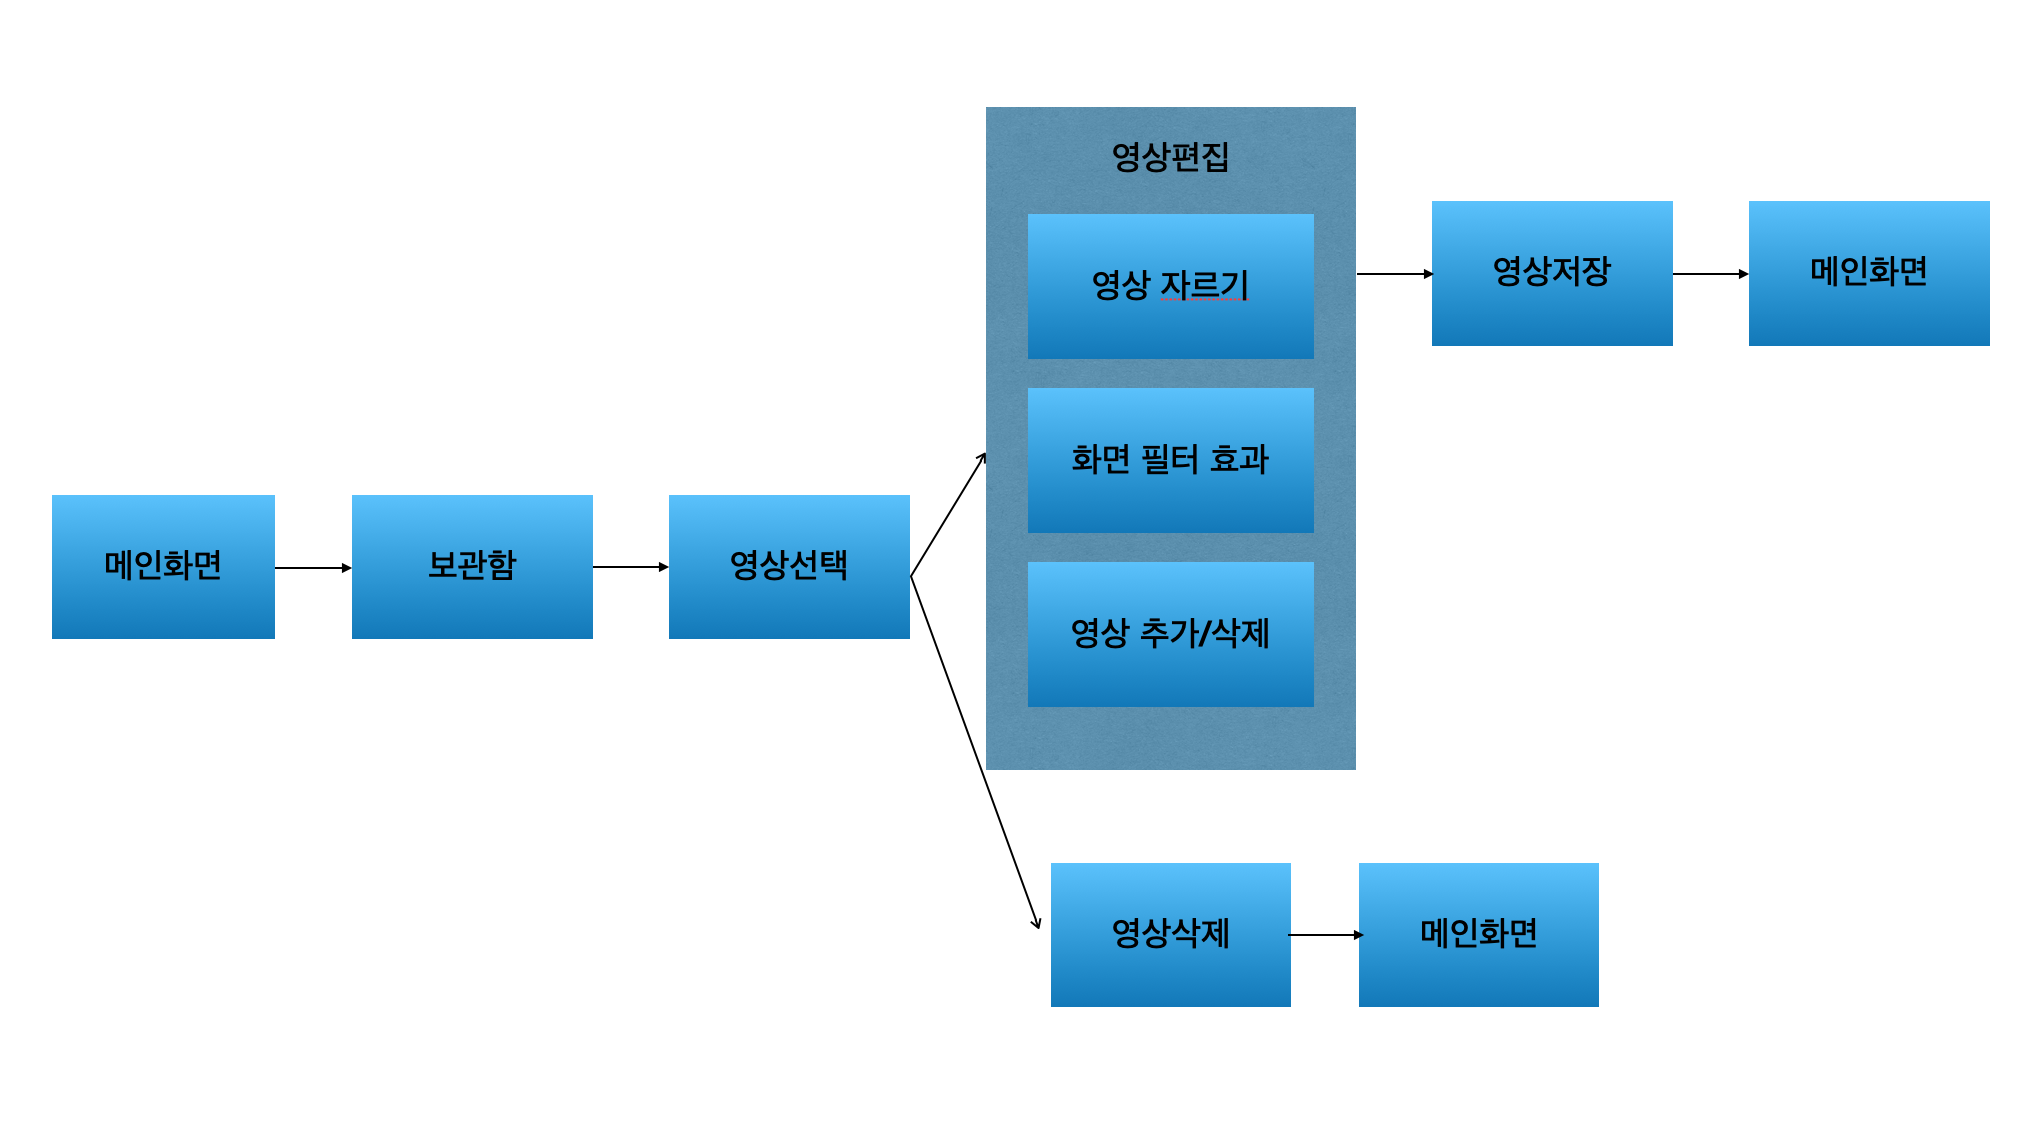 메인화면
보관함
영상선택
영상편집
영상 자르기
화면 필터 효과
영상 추가/삭제
영상저장
메인화면
영상삭제
메인화면